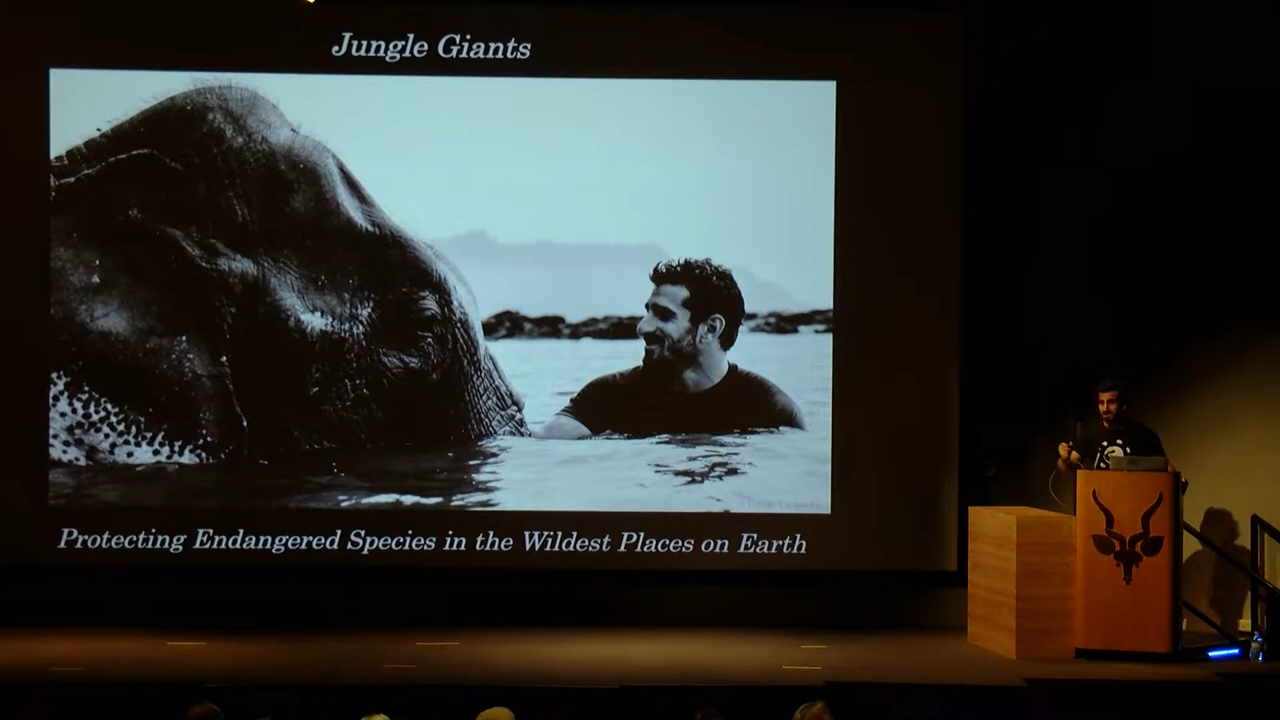 Jungle Giants
Protecting Endangered Species in the Wildest Places on Earth